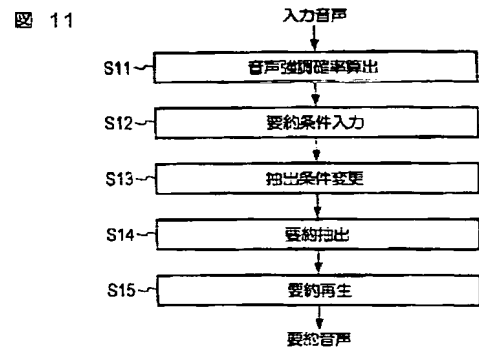 図 11
入力音声
S11 音声強調確率算出
S12 要約条件入力
S13 抽出条件変更
S14 要約抽出
S15 要約再生
要約音声